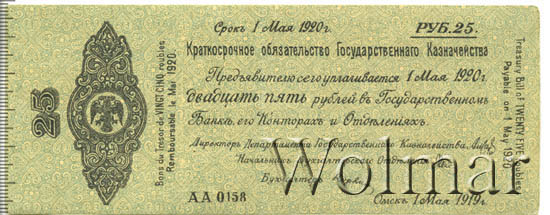 Срокъ 1 Мая 1920 г.
РУБ. 25.
Краткосрочное обязательство Государственнаго Казначейства
Предъявителю сего уплачивается 1 Мая 1920 г.
двадцать пять рублей въ Государственномъ
Банкѣ, его Конторахъ и Отдѣленіяхъ.
Директоръ Департамента Государственнаго Казначейства
Начальникъ Бухгалтерскаго Отдѣленія
Бухгалтеръ
АА 0158
Омскъ 1 Мая 1919 г.
25
Bons du tresor de VINGT CINQ roubles
Remboursable le Mai 1920
Treasury Bill of TWENTY FIVE Roubles
Payable on 1 May 1920
Wolmar